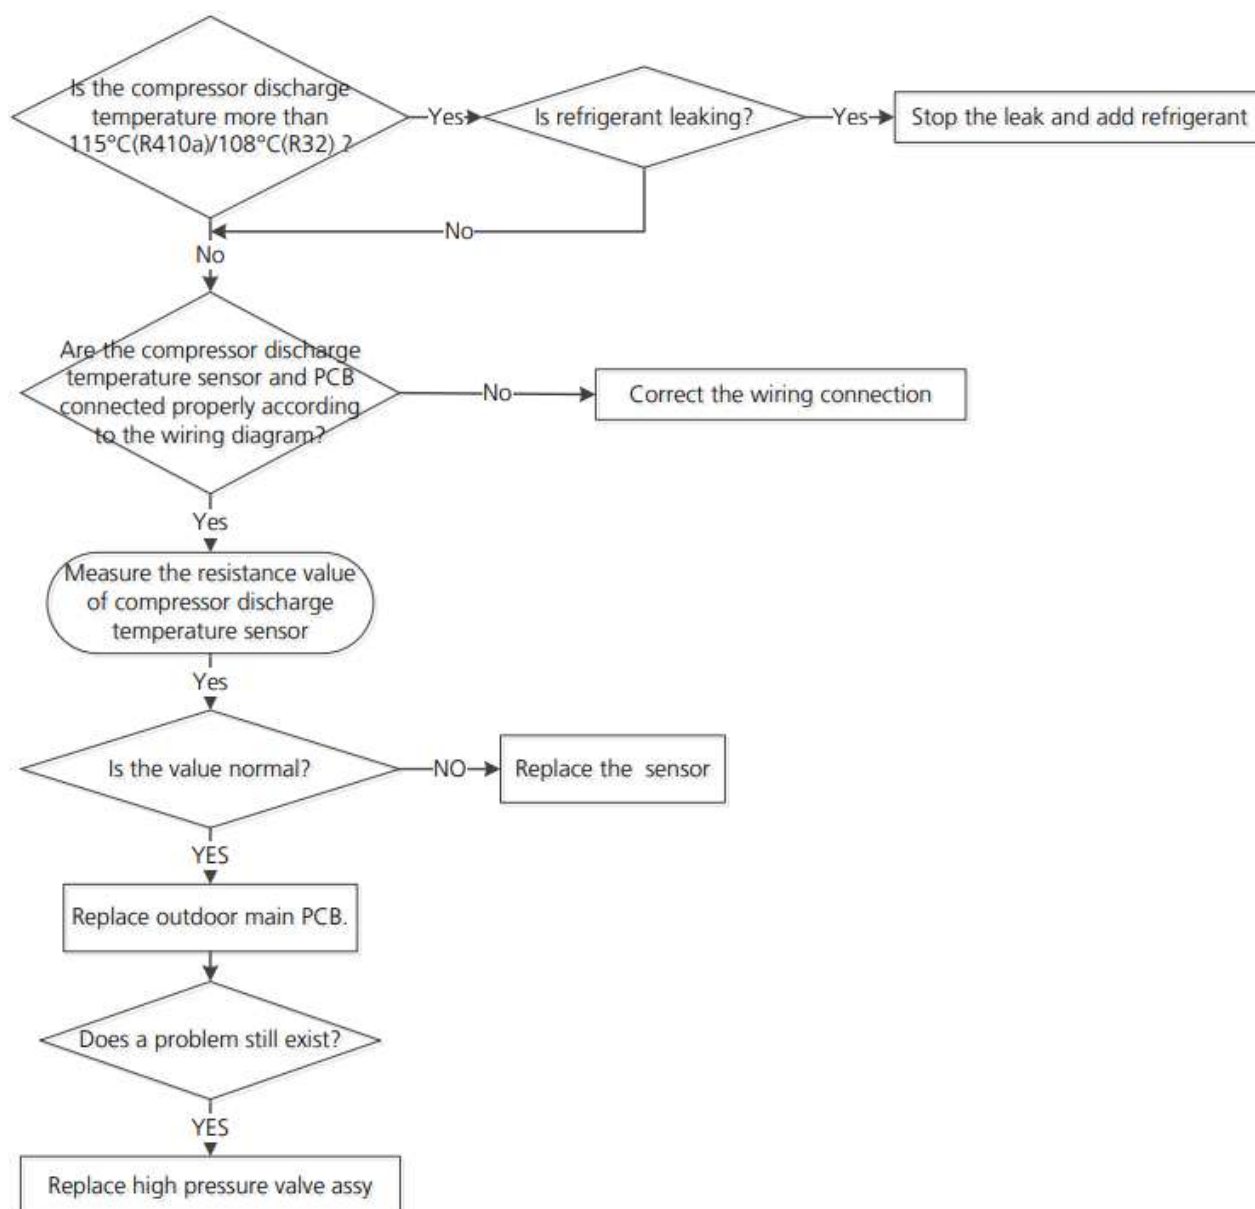 Is the compressor discharge
temperature more than
115°C(R410a)/108°C(R32) ?
Yes
Is refrigerant leaking?
Yes
Stop the leak and add refrigerant
No
No
Are the compressor discharge
temperature sensor and PCB
connected properly according
to the wiring diagram?
No
Correct the wiring connection
Yes
Measure the resistance value
of compressor discharge
temperature sensor
Yes
Is the value normal?
NO
Replace the sensor
YES
Replace outdoor main PCB.
Does a problem still exist?
YES
Replace high pressure valve assy